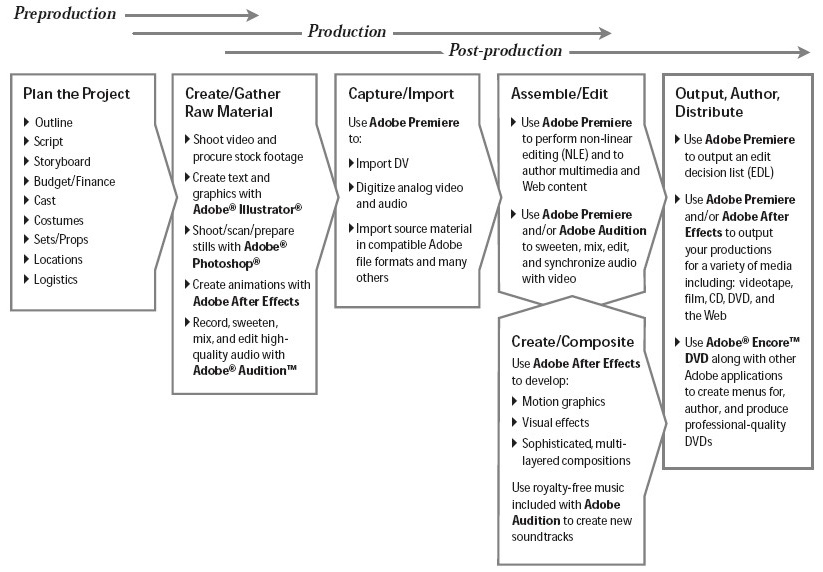 Preproduction
Production
Post-production
Plan the Project
Outline
Script
Storyboard
Budget/Finance
Cast
Costumes
Sets/Props
Locations
Logistics
Create/Gather
Raw Material
Shoot video and
procure stock footage
Create text and
graphics with
Adobe® Illustrator®
Shoot/scan/prepare
stills with Adobe®
Photoshop®
Create animations with
Adobe After Effects
Record, sweeten,
mix, and edit high-
quality audio with
Adobe® Audition™
Capture/Import
Use Adobe Premiere
to:
Import DV
Digitize analog video
and audio
Import source material
in compatible Adobe
file formats and many
others
Assemble/Edit
Use Adobe Premiere
to perform non-linear
editing (NLE) and to
author multimedia and
Web content
Use Adobe Premiere
and/or Adobe Audition
to sweeten, mix, edit,
and synchronize audio
with video
Create/Composite
Use Adobe After Effects
to develop:
Motion graphics
Visual effects
Sophisticated, multi-
layered compositions
Use royalty-free music
included with Adobe
Audition to create new
soundtracks
Output, Author,
Distribute
Use Adobe Premiere
to output an edit
decision list (EDL)
Use Adobe Premiere
and/or Adobe After
Effects to output
your productions
for a variety of media
including: videotape,
film, CD, DVD, and
the Web
Use Adobe® Encore™
DVD along with other
Adobe applications
to create menus for,
author, and produce
professional-quality
DVDs